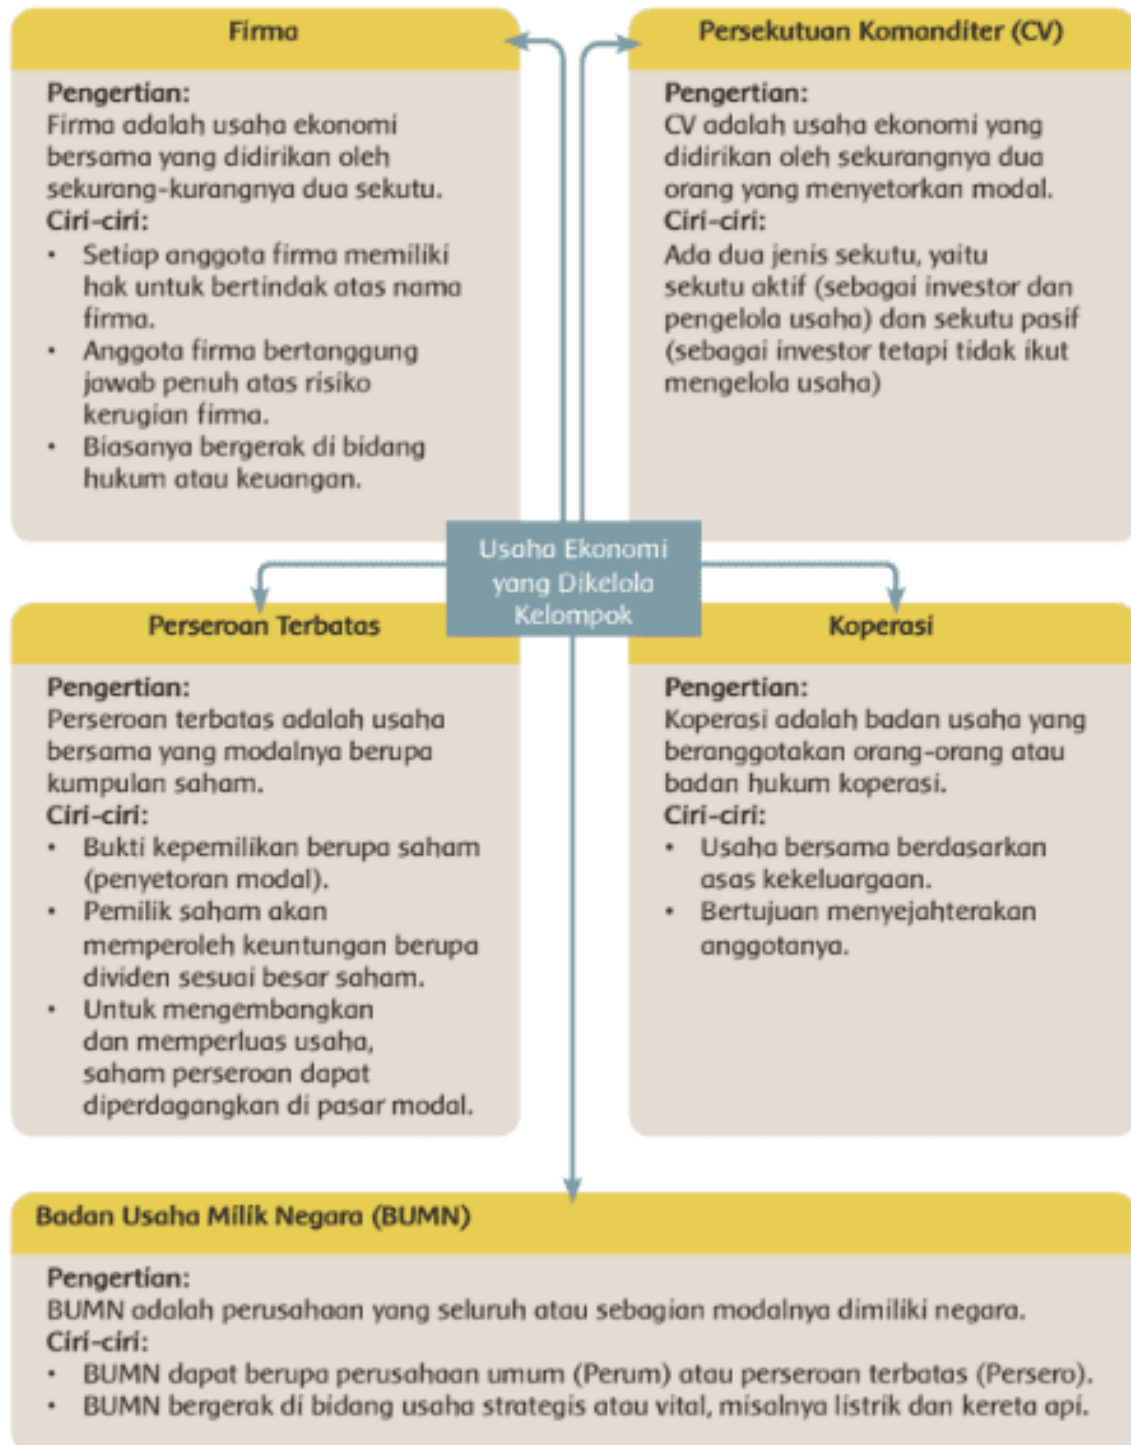 Firma
Pengertian:
Firma adalah usaha ekonomi
bersama yang didirikan oleh
sekurang-kurangnya dua sekutu.
Ciri-ciri:
• Setiap anggota firma memiliki
hak untuk bertindak atas nama
firma.
• Anggota firma bertanggung
jawab penuh atas risiko
kerugian firma.
• Biasanya bergerak di bidang
hukum atau keuangan.
Persekutuan Komanditer (CV)
Pengertian:
CV adalah usaha ekonomi yang
didirikan oleh sekurangnya dua
orang yang menyetorkan modal.
Ciri-ciri:
Ada dua jenis sekutu, yaitu
sekutu aktif (sebagai investor dan
pengelola usaha) dan sekutu pasif
(sebagai investor tetapi tidak ikut
mengelola usaha)
Usaha Ekonomi
yang Dikelola
Kelompok
Perseroan Terbatas
Pengertian:
Perseroan terbatas adalah usaha
bersama yang modalnya berupa
kumpulan saham.
Ciri-ciri:
• Bukti kepemilikan berupa saham
(penyetoran modal).
• Pemilik saham akan
memperoleh keuntungan berupa
dividen sesuai besar saham.
• Untuk mengembangkan
dan memperluas usaha,
saham perseroan dapat
diperdagangkan di pasar modal.
Koperasi
Pengertian:
Koperasi adalah badan usaha yang
beranggotakan orang-orang atau
badan hukum koperasi.
Ciri-ciri:
• Usaha bersama berdasarkan
asas kekeluargaan.
• Bertujuan menyejahterakan
anggotanya.
Badan Usaha Milik Negara (BUMN)
Pengertian:
BUMN adalah perusahaan yang seluruh atau sebagian modalnya dimiliki negara.
Ciri-ciri:
• BUMN dapat berupa perusahaan umum (Perum) atau perseroan terbatas (Persero).
• BUMN bergerak di bidang usaha strategis atau vital, misalnya listrik dan kereta api.